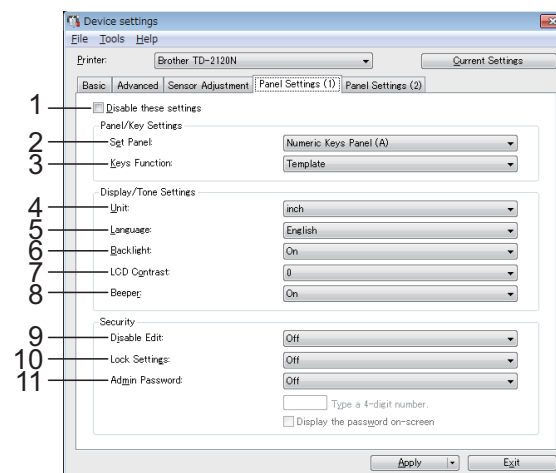 Device settings
File Tools Help
Printer: Brother TD-2120N Current Settings
Basic Advanced Sensor Adjustment Panel Settings (1) Panel Settings (2)
1 Disable these settings
Panel/Key Settings
2 Set Panel: Numeric Keys Panel (A)
3 Keys Function: Template
Display/Tone Settings
4 Unit: inch
5 Language: English
6 Backlight: On
7 LCD Contrast: 0
8 Beeper: On
Security
9 Disable Edit: Off
10 Lock Settings: Off
11 Admin Password: Off
Type a 4-digit number.
Display the password on-screen
Apply Exit